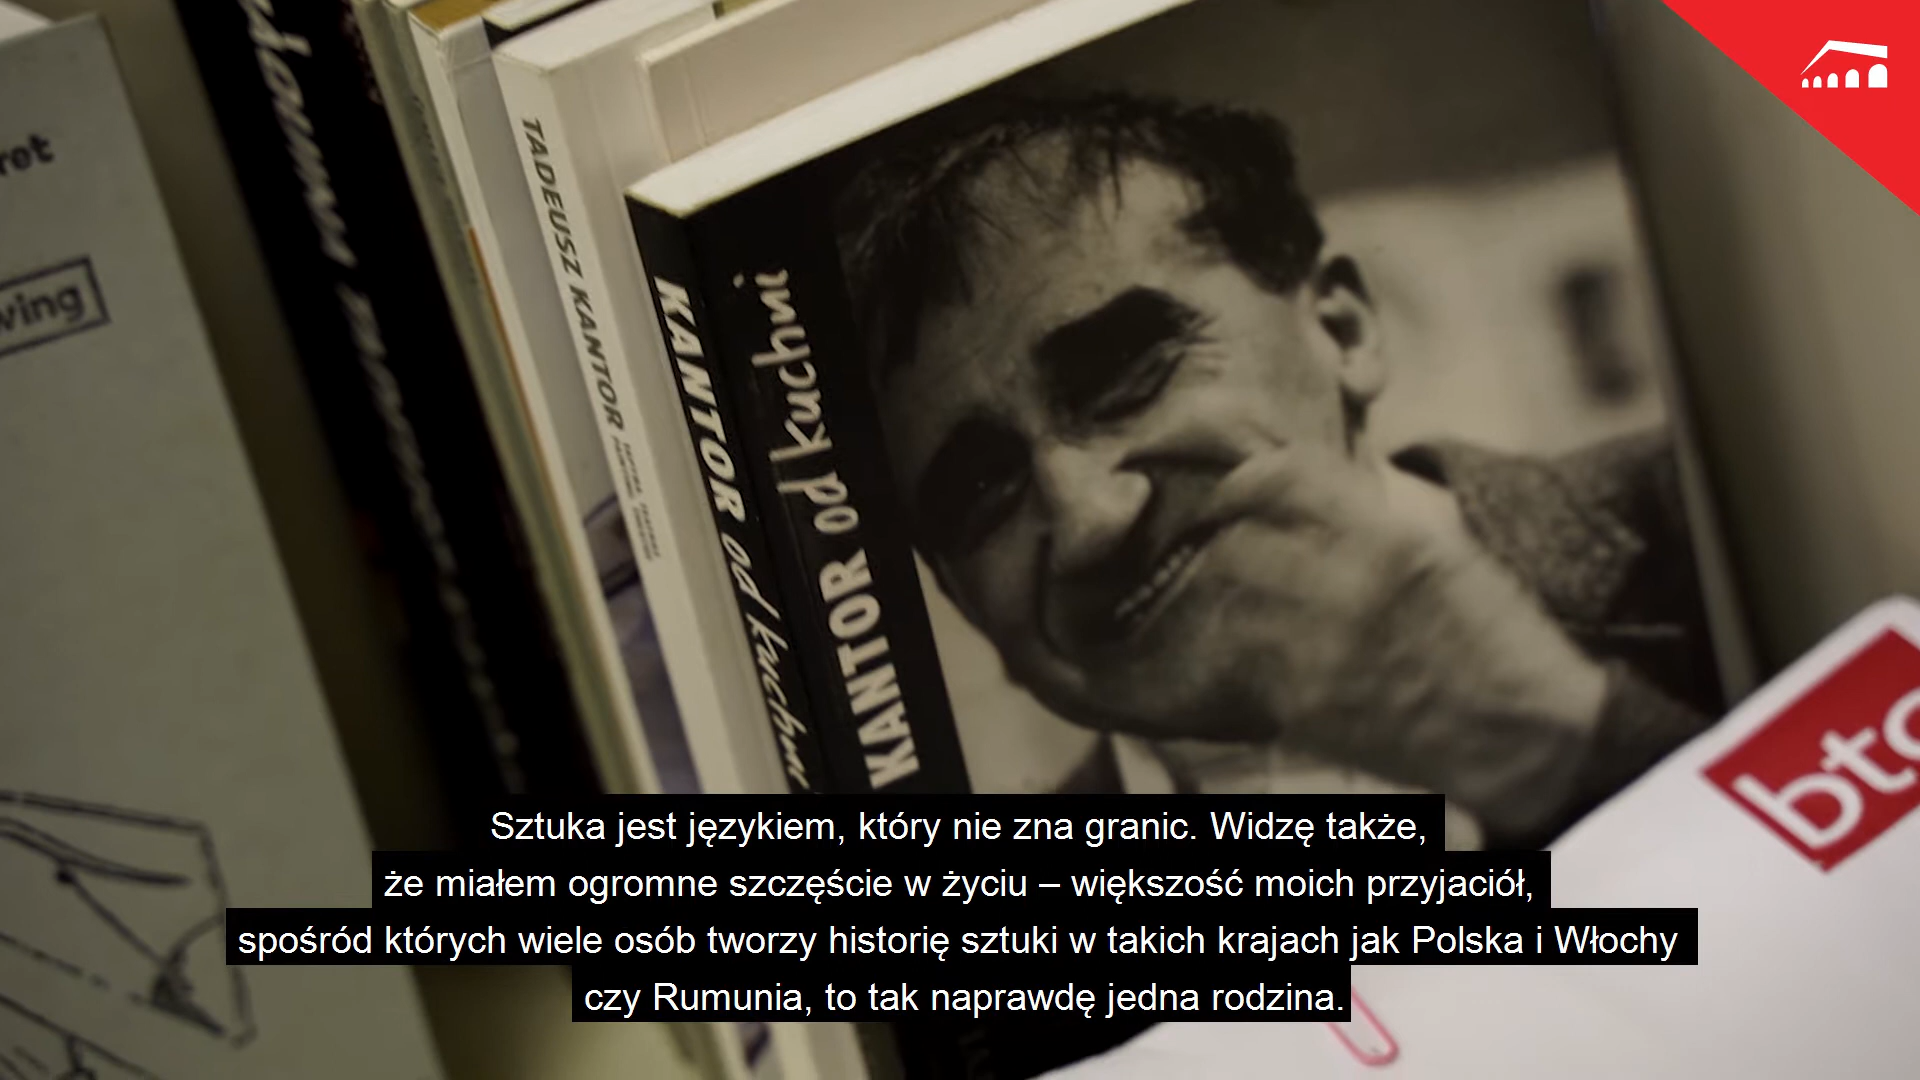 ret
wing
TADEUSZ KANTOR
KANTOR od kuchni
KANTOR od kuchni
btc
Sztuka jest językiem, który nie zna granic. Widzę także,
że miałem ogromne szczęście w życiu – większość moich przyjaciół,
spośród których wiele osób tworzy historię sztuki w takich krajach jak Polska i Włochy
czy Rumunia, to tak naprawdę jedna rodzina.